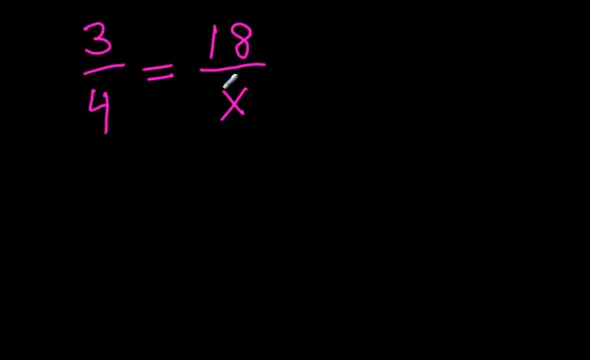 3/4 = 18/x